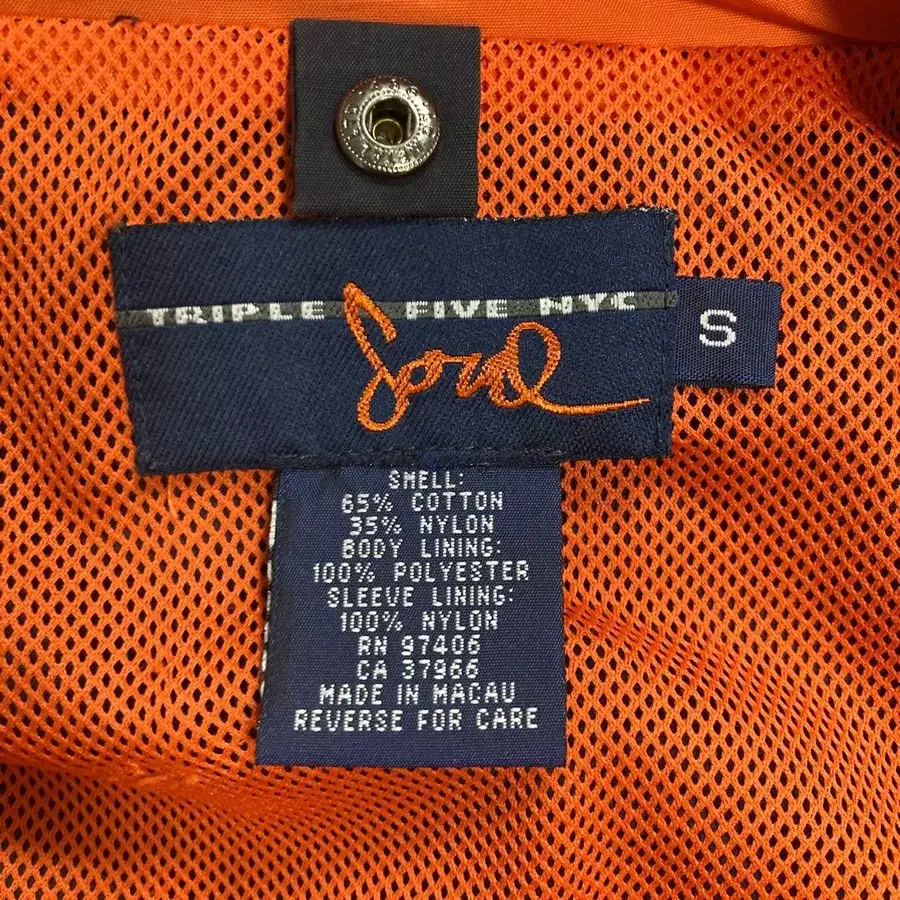 TRIPLE FIVE NYC
Soul
S
SHELL:
65% COTTON
35% NYLON
BODY LINING:
100% POLYESTER
SLEEVE LINING:
100% NYLON
RN 97406
CA 37966
MADE IN MACAU
REVERSE FOR CARE